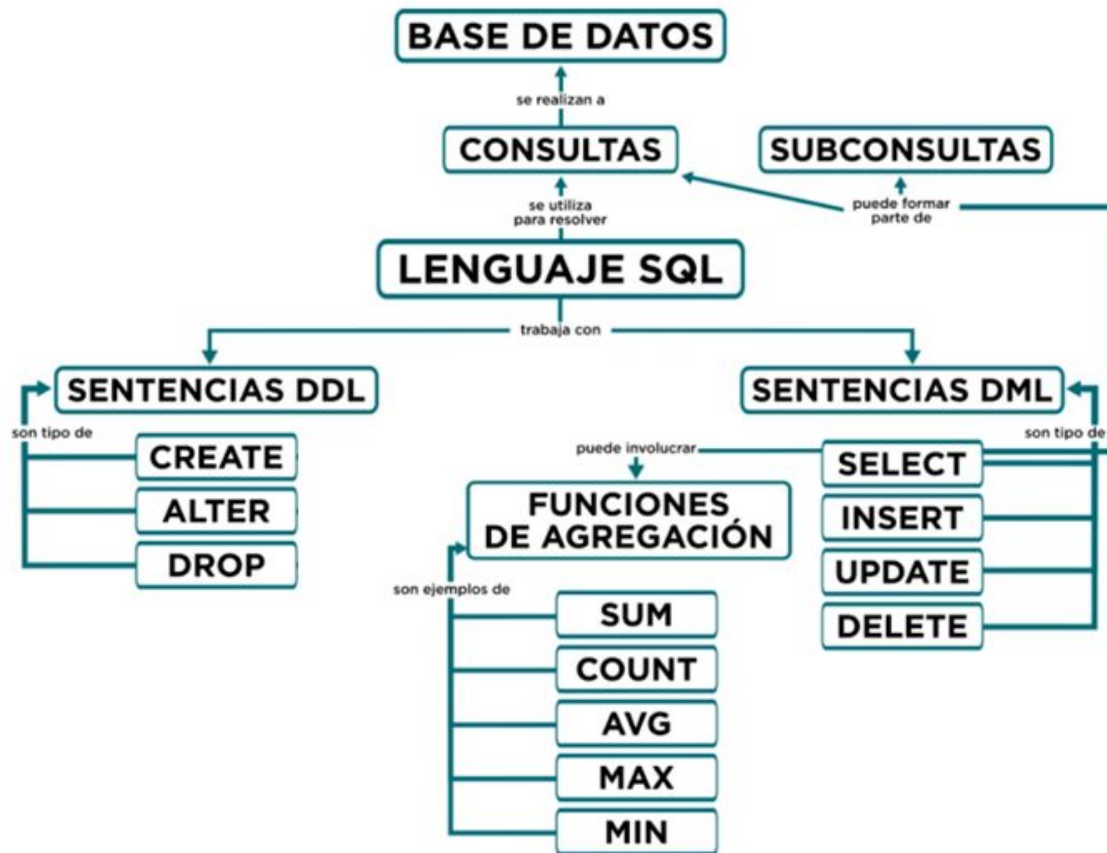 BASE DE DATOS
se realizan a
CONSULTAS
SUBCONSULTAS
se utiliza
para resolver
puede formar
parte de
LENGUAJE SQL
trabaja con
SENTENCIAS DDL
SENTENCIAS DML
son tipo de
CREATE
ALTER
DROP
puede involucrar
son tipo de
SELECT
INSERT
UPDATE
DELETE
FUNCIONES
DE AGREGACIÓN
son ejemplos de
SUM
COUNT
AVG
MAX
MIN